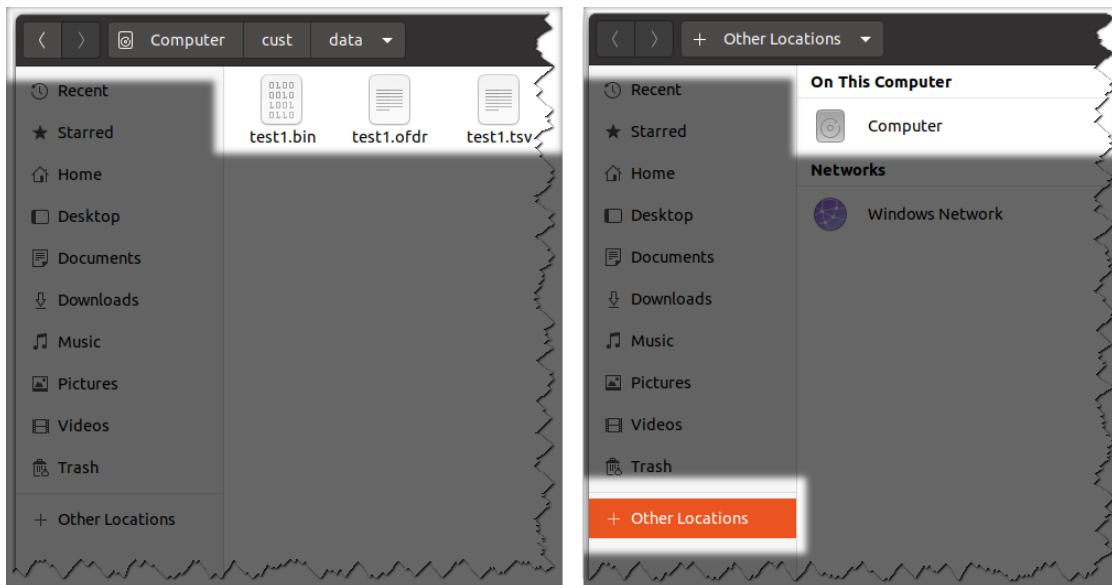 Computer cust data
Recent
Starred
Home
Desktop
Documents
Downloads
Music
Pictures
Videos
Trash
+ Other Locations
0100
0010
1001
0110
test1.bin test1.ofdr test1.tsv
+ Other Locations
Recent
Starred
Home
Desktop
Documents
Downloads
Music
Pictures
Videos
Trash
+ Other Locations
On This Computer
Computer
Networks
Windows Network